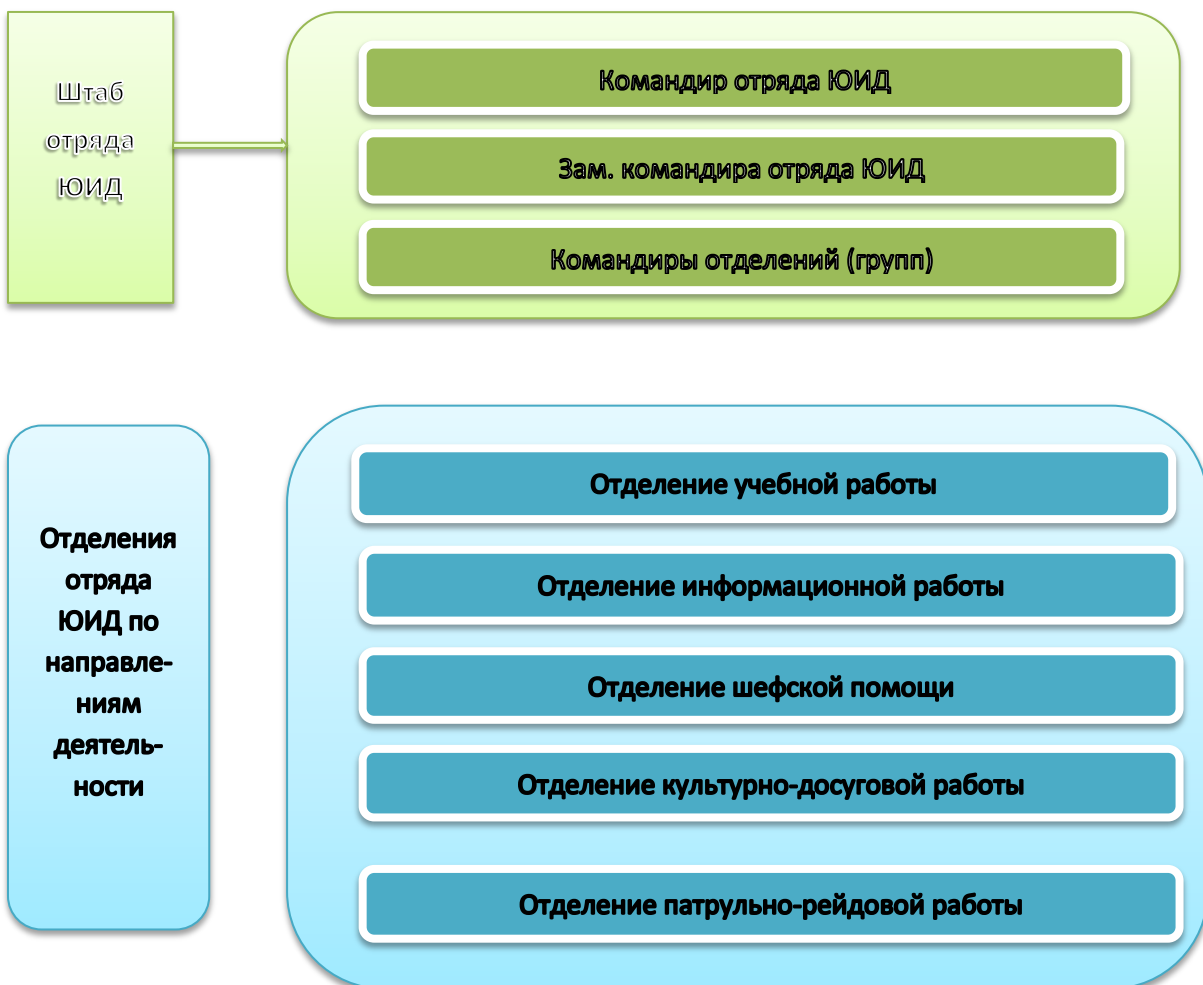 Штаб
отряда
ЮИД
Командир отряда ЮИД
Зам. командира отряда ЮИД
Командиры отделений (групп)
Отделения
отряда
ЮИД по
направле-
ниям
деятель-
ности
Отделение учебной работы
Отделение информационной работы
Отделение шефской помощи
Отделение культурно-досуговой работы
Отделение патрульно-рейдовой работы